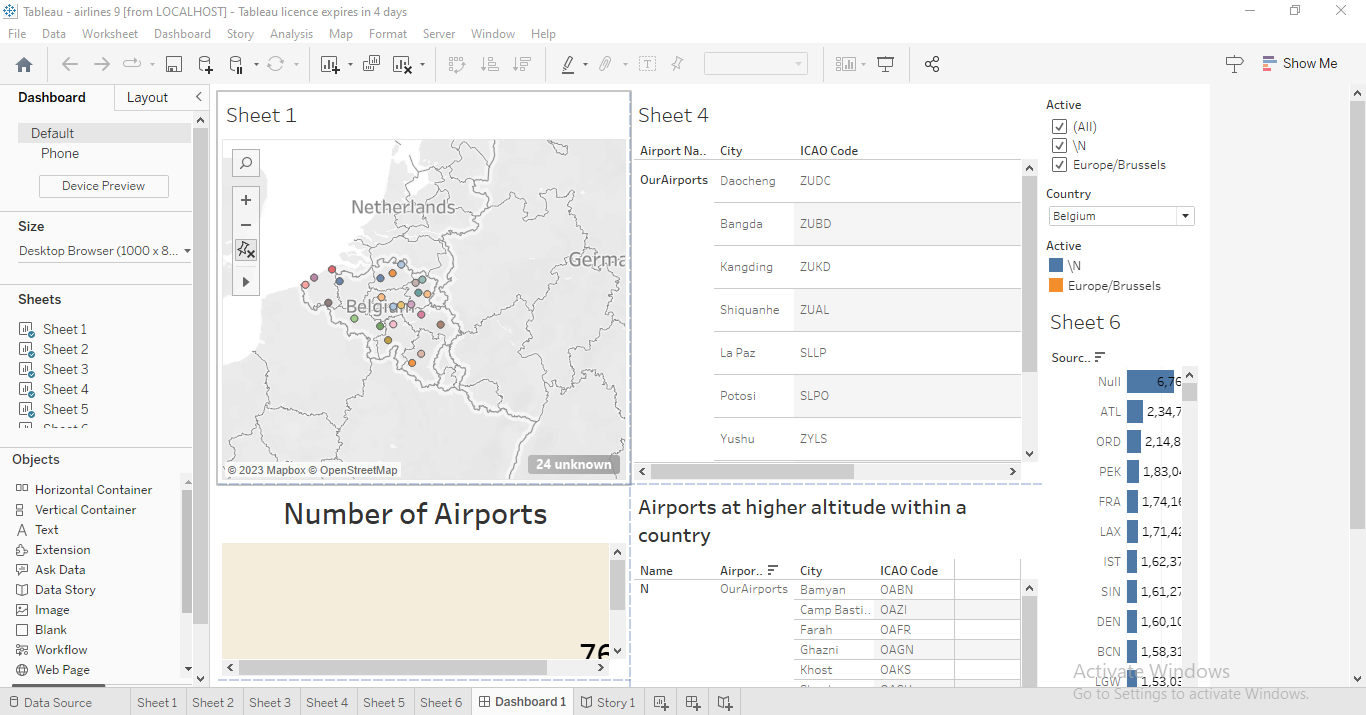 Tableau - airlines 9 [from LOCALHOST] - Tableau licence expires in 4 days
File Data Worksheet Dashboard Story Analysis Map Format Server Window Help
Show Me
Dashboard Layout
Default
Phone
Device Preview
Size
Desktop Browser (1000 x 8...
Sheets
Sheet 1
Sheet 2
Sheet 3
Sheet 4
Sheet 5
Objects
Horizontal Container
Vertical Container
Text
Extension
Ask Data
Data Story
Image
Blank
Workflow
Web Page
Sheet 1
Netherlands
Germa
Belgium
© 2023 Mapbox © OpenStreetMap
24 unknown
Sheet 4
Airport Na.. City ICAO Code
OurAirports Daocheng ZUDC
Bangda ZUBD
Kangding ZUKD
Shiquanhe ZUAL
La Paz SLLP
Potosi SLPO
Yushu ZYLS
Number of Airports
76
Airports at higher altitude within a
country
Name Airpor.. City ICAO Code
N OurAirports Bamyan OABN
Camp Basti.. OAZI
Farah OAFR
Ghazni OAGN
Khost OAKS
Active
(All)
\N
Europe/Brussels
Country
Belgium
Active
\N
Europe/Brussels
Sheet 6
Sourc..
Null 6,76
ATL 2,34,7
ORD 2,14,8
PEK 1,83,04
FRA 1,74,16
LAX 1,71,42
IST 1,62,37
SIN 1,61,27
DEN 1,60,10
BCN 1,58,31
LGW 1,53,03
Activate Windows
Go to Settings to activate Windows.
Data Source Sheet 1 Sheet 2 Sheet 3 Sheet 4 Sheet 5 Sheet 6 Dashboard 1 Story 1